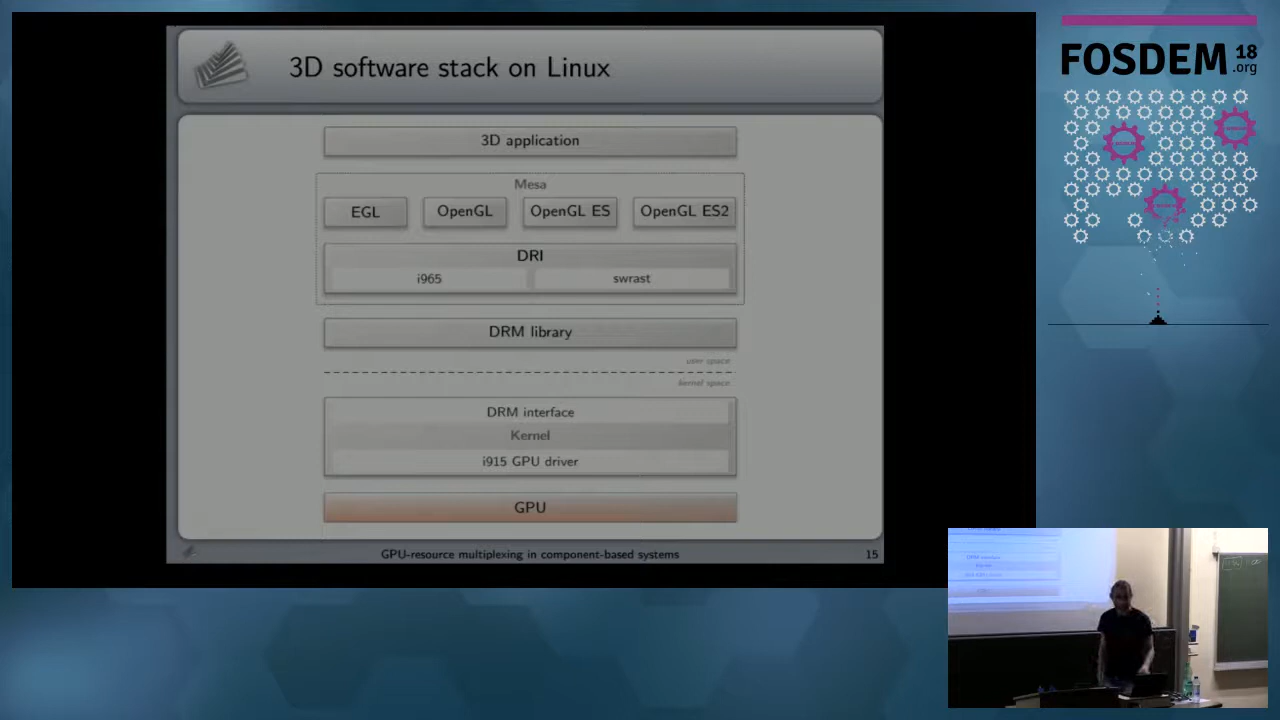 3D software stack on Linux
3D application
Mesa
EGL
OpenGL
OpenGL ES
OpenGL ES2
DRI
i965
swrast
DRM library
user space
kernel space
DRM interface
Kernel
i915 GPU driver
GPU
GPU-resource multiplexing in component-based systems
15
FOSDEM 18
.org